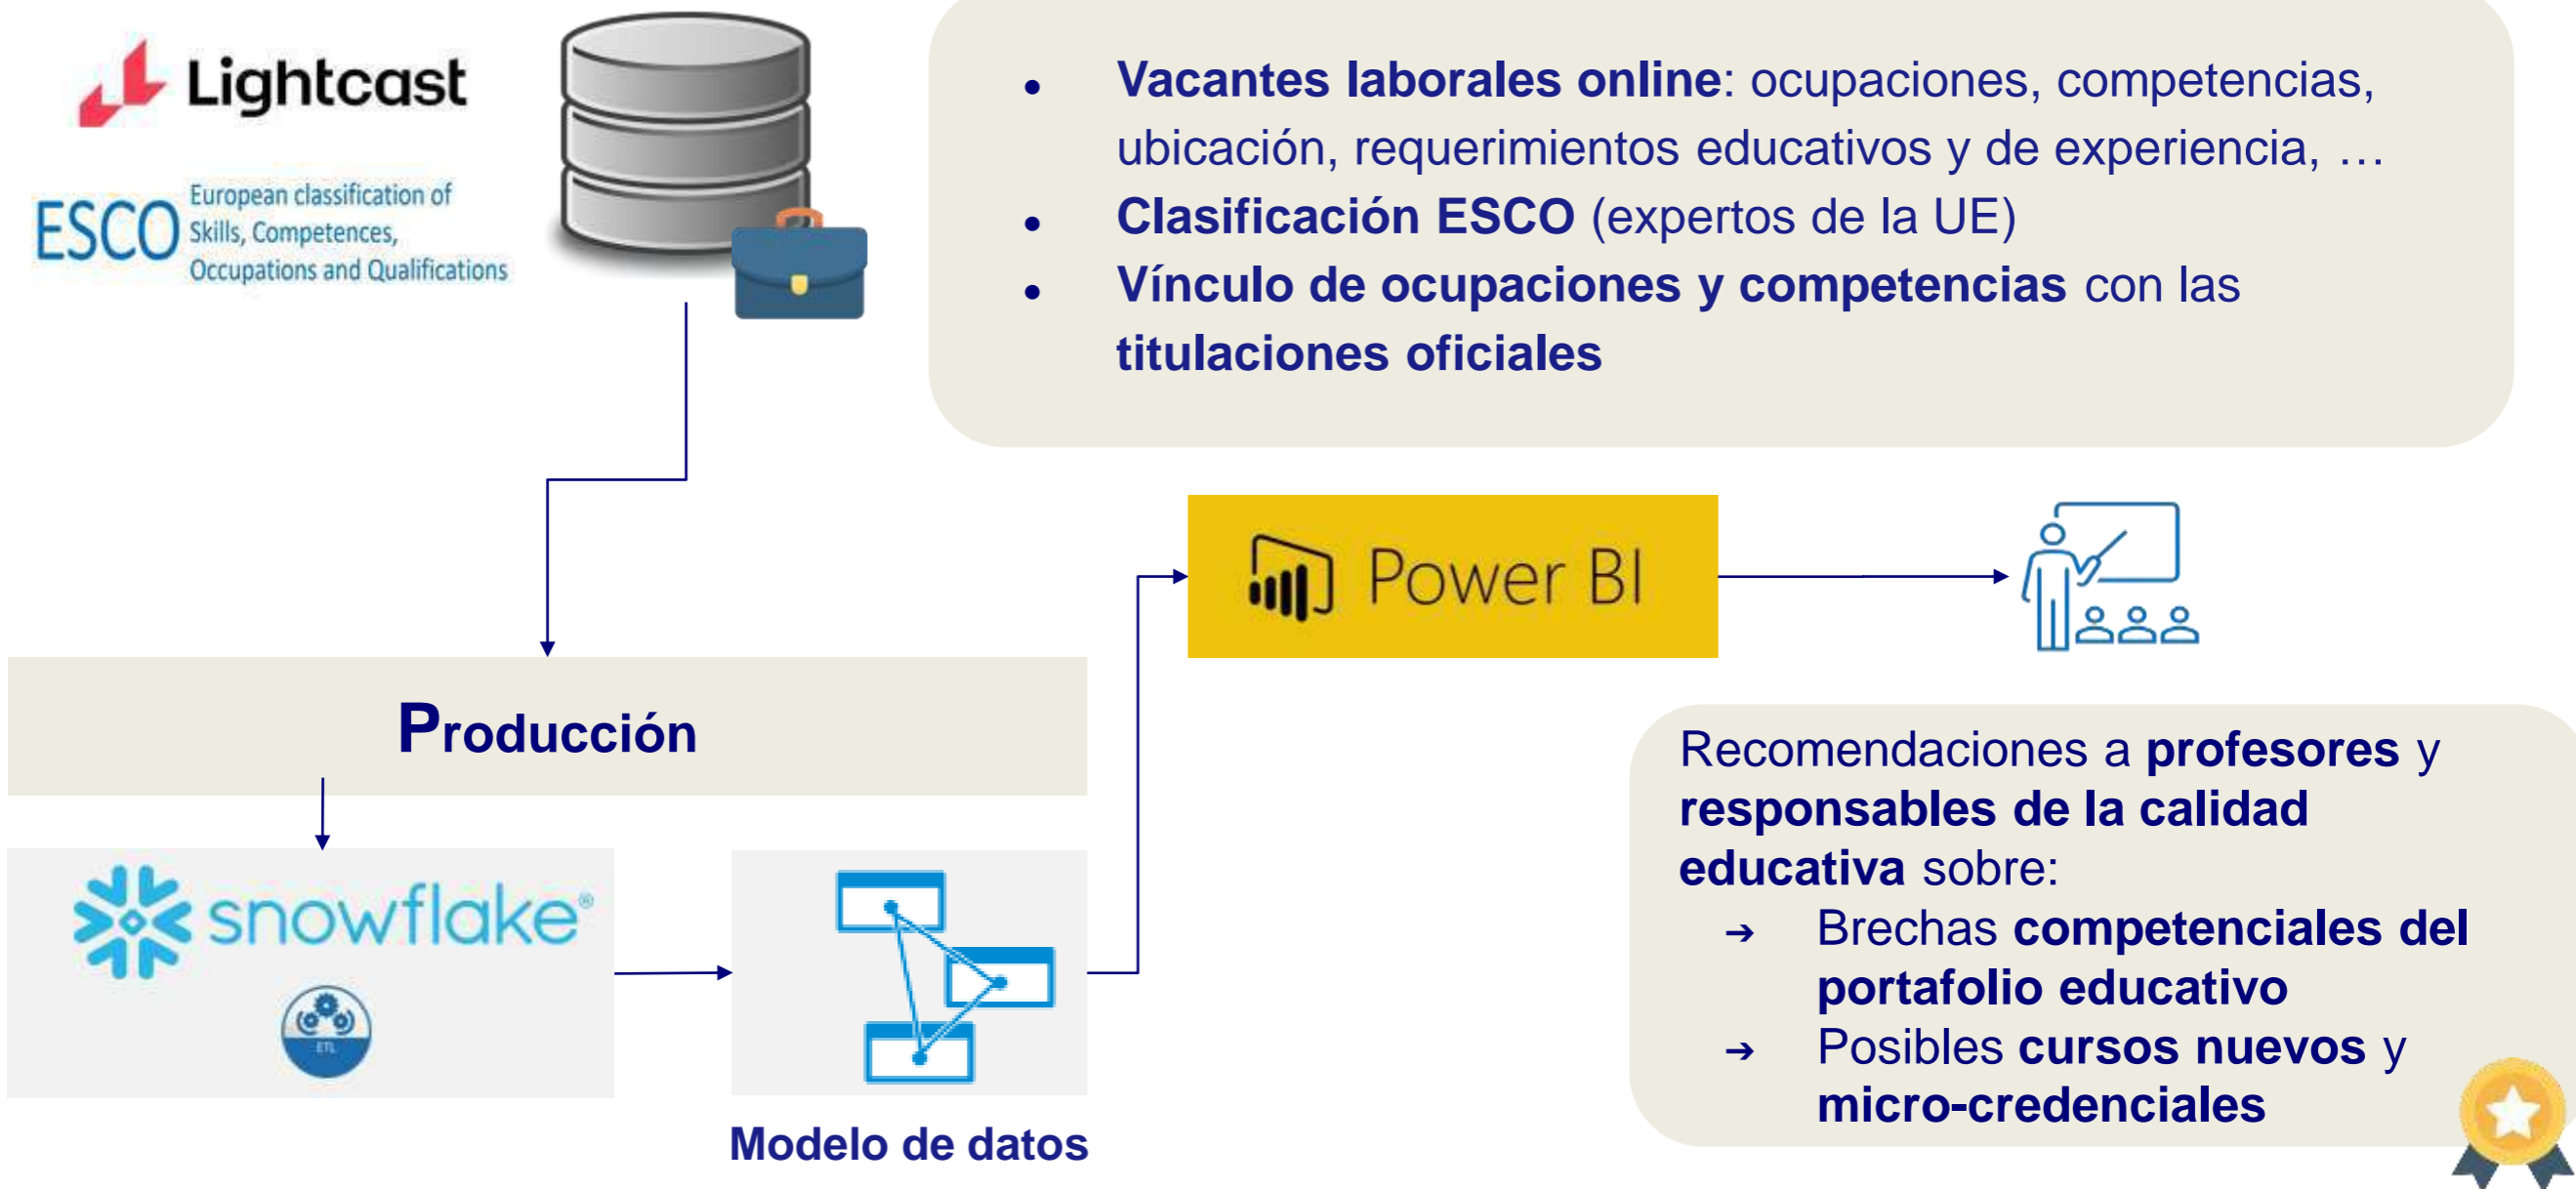 Lightcast
ESCO
European classification of
Skills, Competences,
Occupations and Qualifications
● Vacantes laborales online: ocupaciones, competencias,
ubicación, requerimientos educativos y de experiencia, …
● Clasificación ESCO (expertos de la UE)
● Vínculo de ocupaciones y competencias con las
titulaciones oficiales
Power BI
Producción
snowflake®
ETL
Modelo de datos
Recomendaciones a profesores y
responsables de la calidad
educativa sobre:
➔ Brechas competenciales del
portafolio educativo
➔ Posibles cursos nuevos y
micro-credenciales